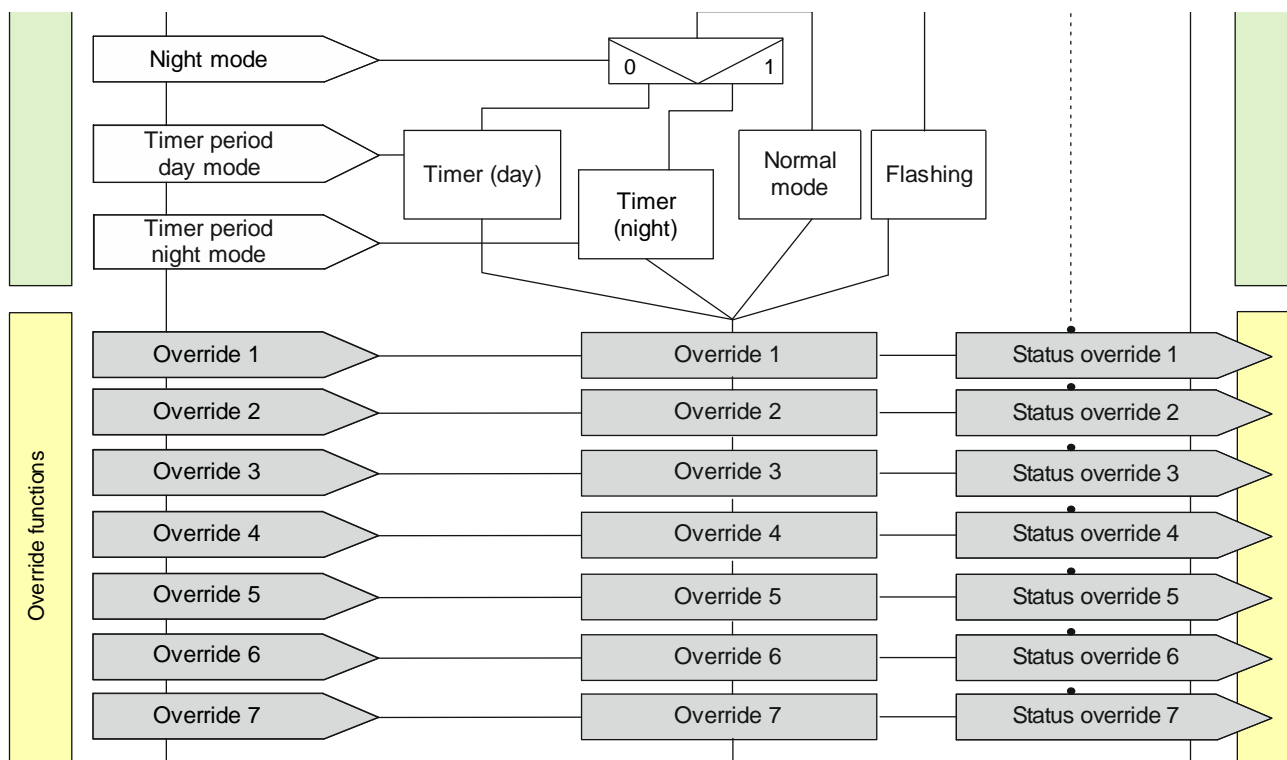 Night mode
0
1
Timer period
day mode
Timer (day)
Normal
mode
Flashing
Timer
(night)
Timer period
night mode
Override functions
Override 1
Override 1
Status override 1
Override 2
Override 2
Status override 2
Override 3
Override 3
Status override 3
Override 4
Override 4
Status override 4
Override 5
Override 5
Status override 5
Override 6
Override 6
Status override 6
Override 7
Override 7
Status override 7